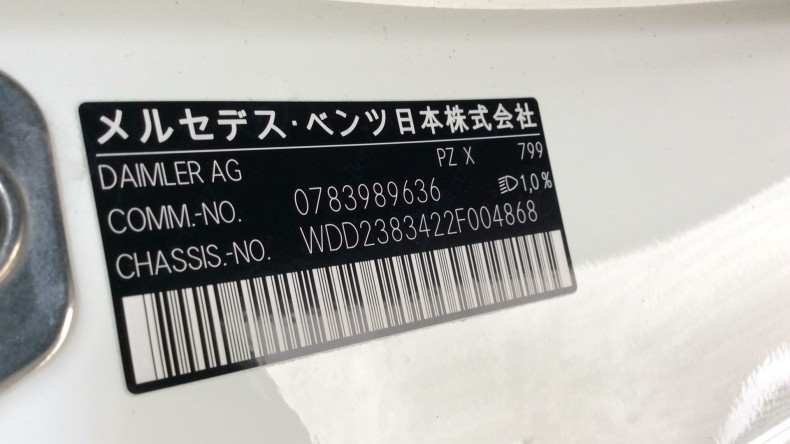 メルセデス・ベンツ日本株式会社
DAIMLER AG PZ X 799
COMM.-NO. 0783989636 1,0%
CHASSIS.-NO. WDD2383422F004868